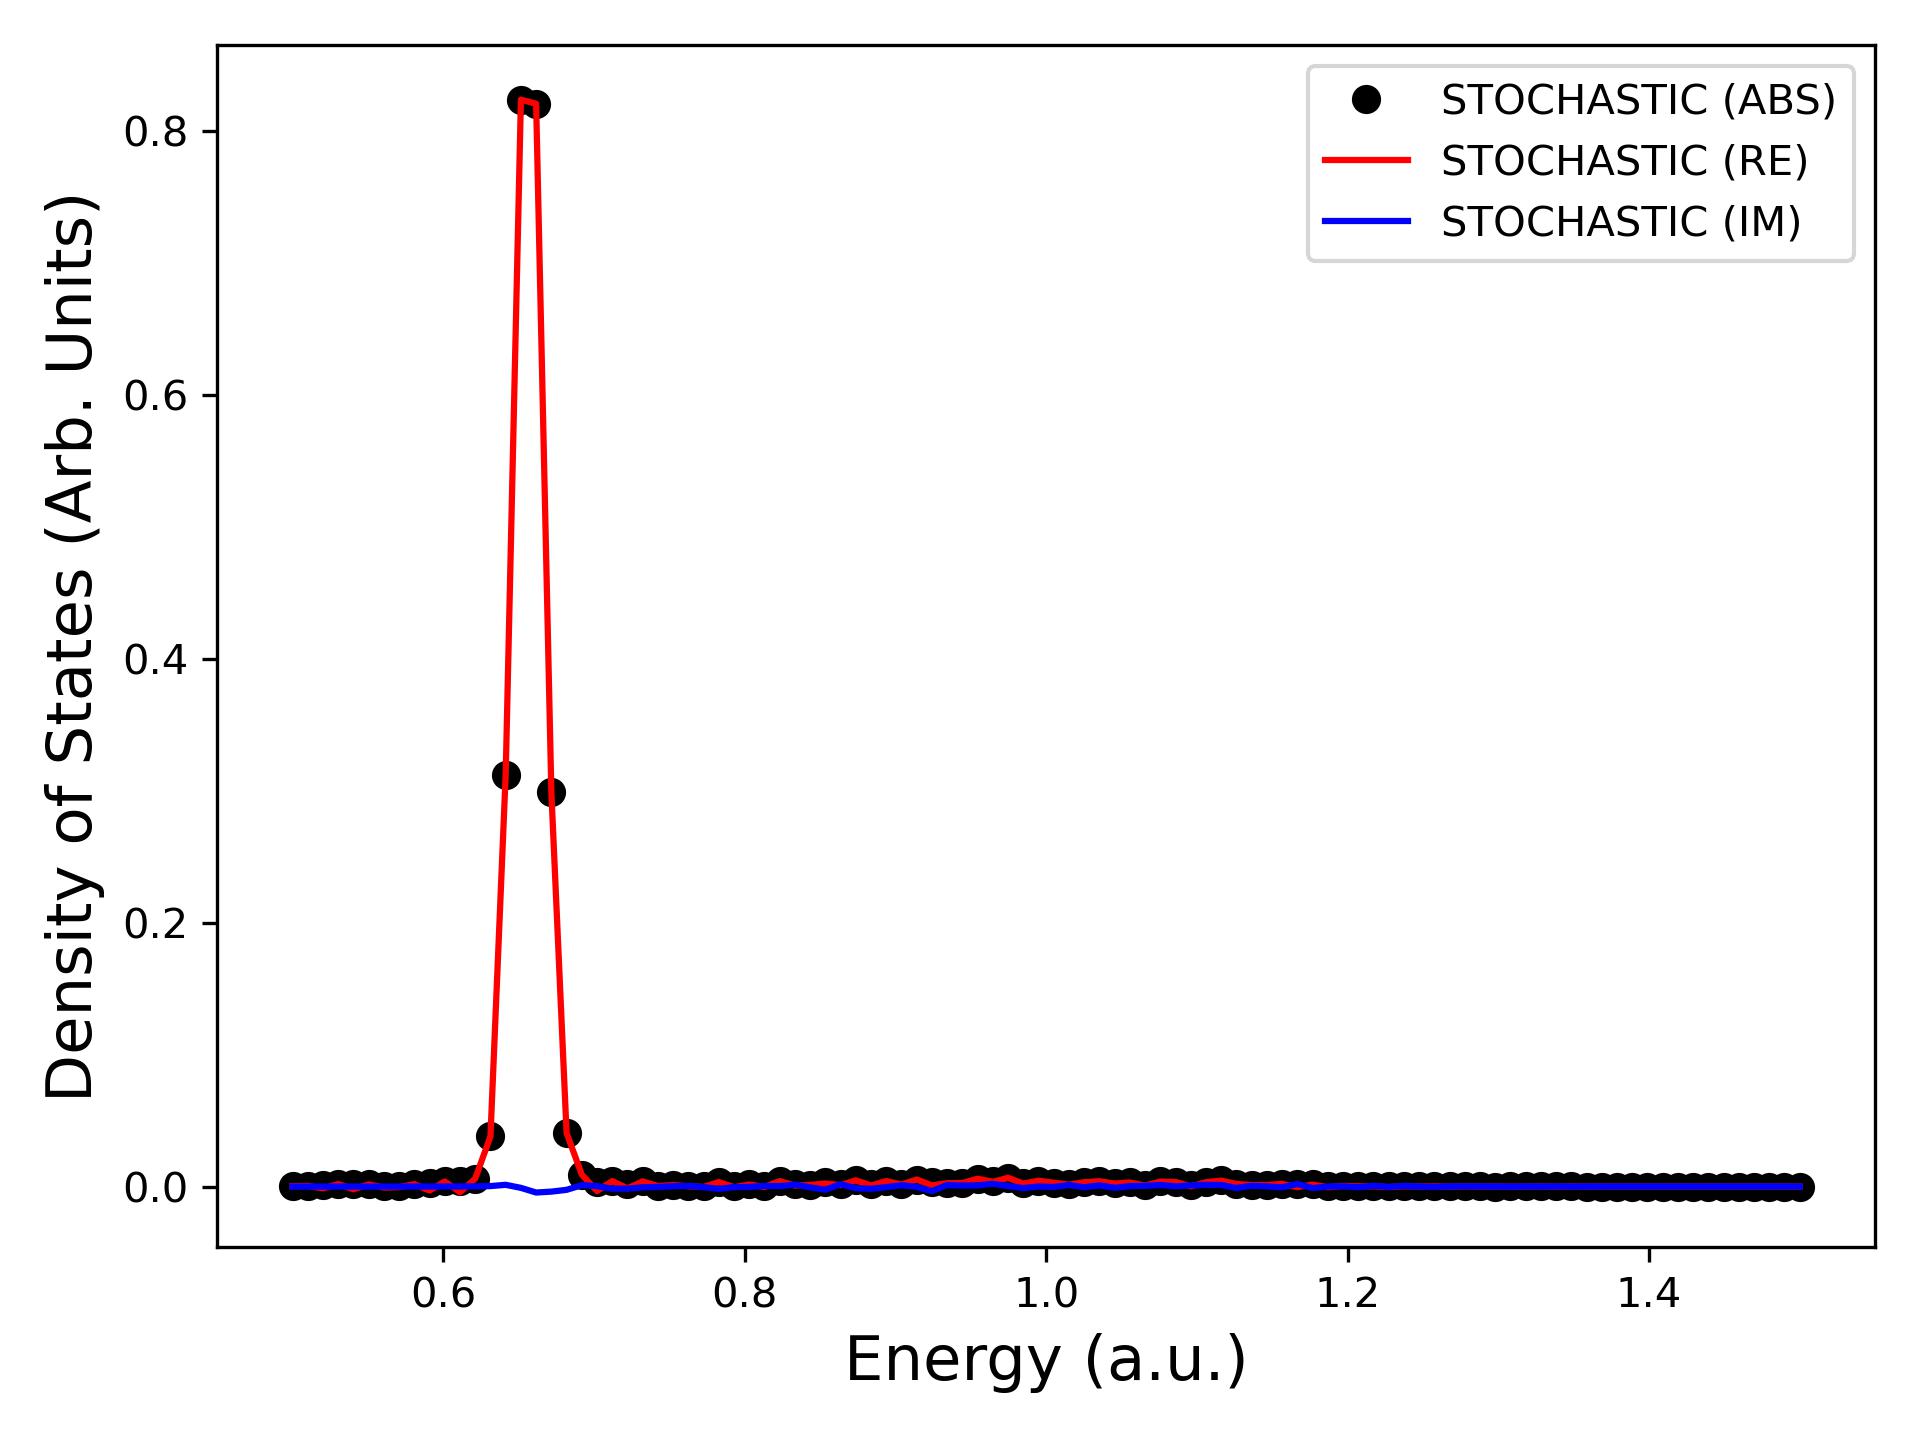 STOCHASTIC (ABS)
STOCHASTIC (RE)
STOCHASTIC (IM)
Density of States (Arb. Units)
0.8
0.6
0.4
0.2
0.0
0.6 0.8 1.0 1.2 1.4
Energy (a.u.)